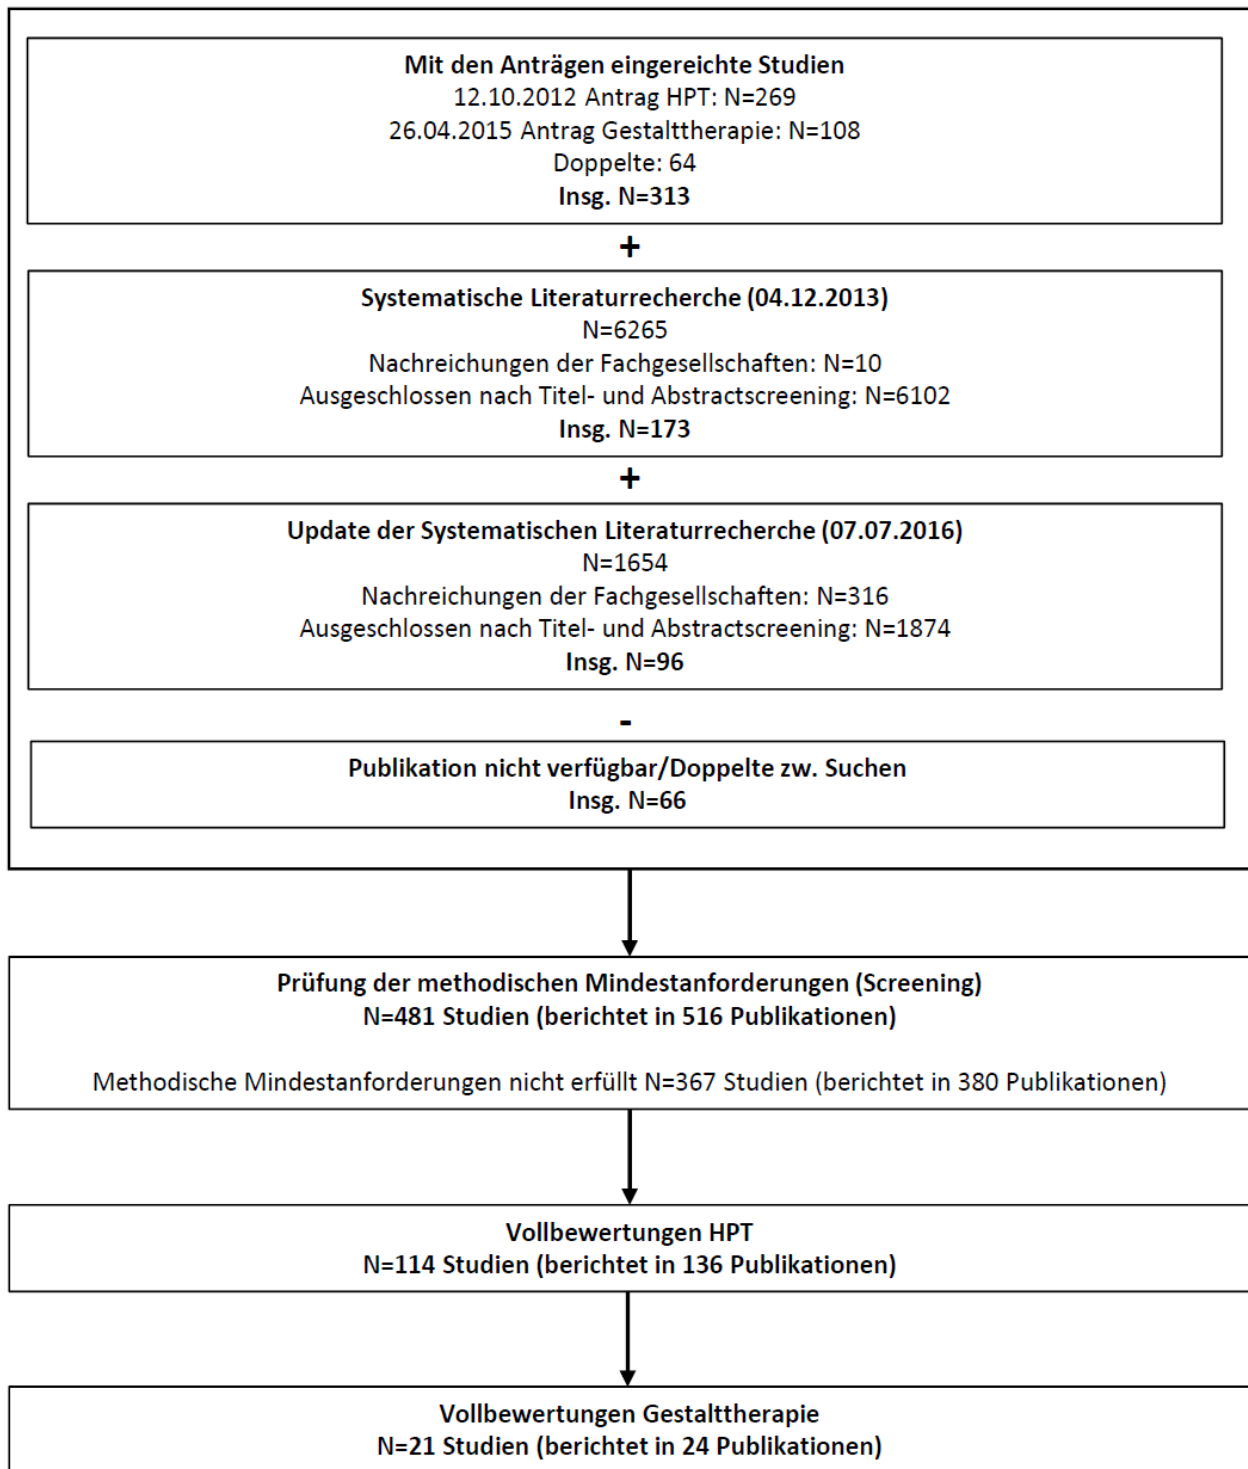 Mit den Anträgen eingereichte Studien
12.10.2012 Antrag HPT: N=269
26.04.2015 Antrag Gestalttherapie: N=108
Doppelte: 64
Insg. N=313
+
Systematische Literaturrecherche (04.12.2013)
N=6265
Nachreichungen der Fachgesellschaften: N=10
Ausgeschlossen nach Titel- und Abstractscreening: N=6102
Insg. N=173
+
Update der Systematischen Literaturrecherche (07.07.2016)
N=1654
Nachreichungen der Fachgesellschaften: N=316
Ausgeschlossen nach Titel- und Abstractscreening: N=1874
Insg. N=96
-
Publikation nicht verfügbar/Doppelte zw. Suchen
Insg. N=66
Prüfung der methodischen Mindestanforderungen (Screening)
N=481 Studien (berichtet in 516 Publikationen)
Methodische Mindestanforderungen nicht erfüllt N=367 Studien (berichtet in 380 Publikationen)
Vollbewertungen HPT
N=114 Studien (berichtet in 136 Publikationen)
Vollbewertungen Gestalttherapie
N=21 Studien (berichtet in 24 Publikationen)